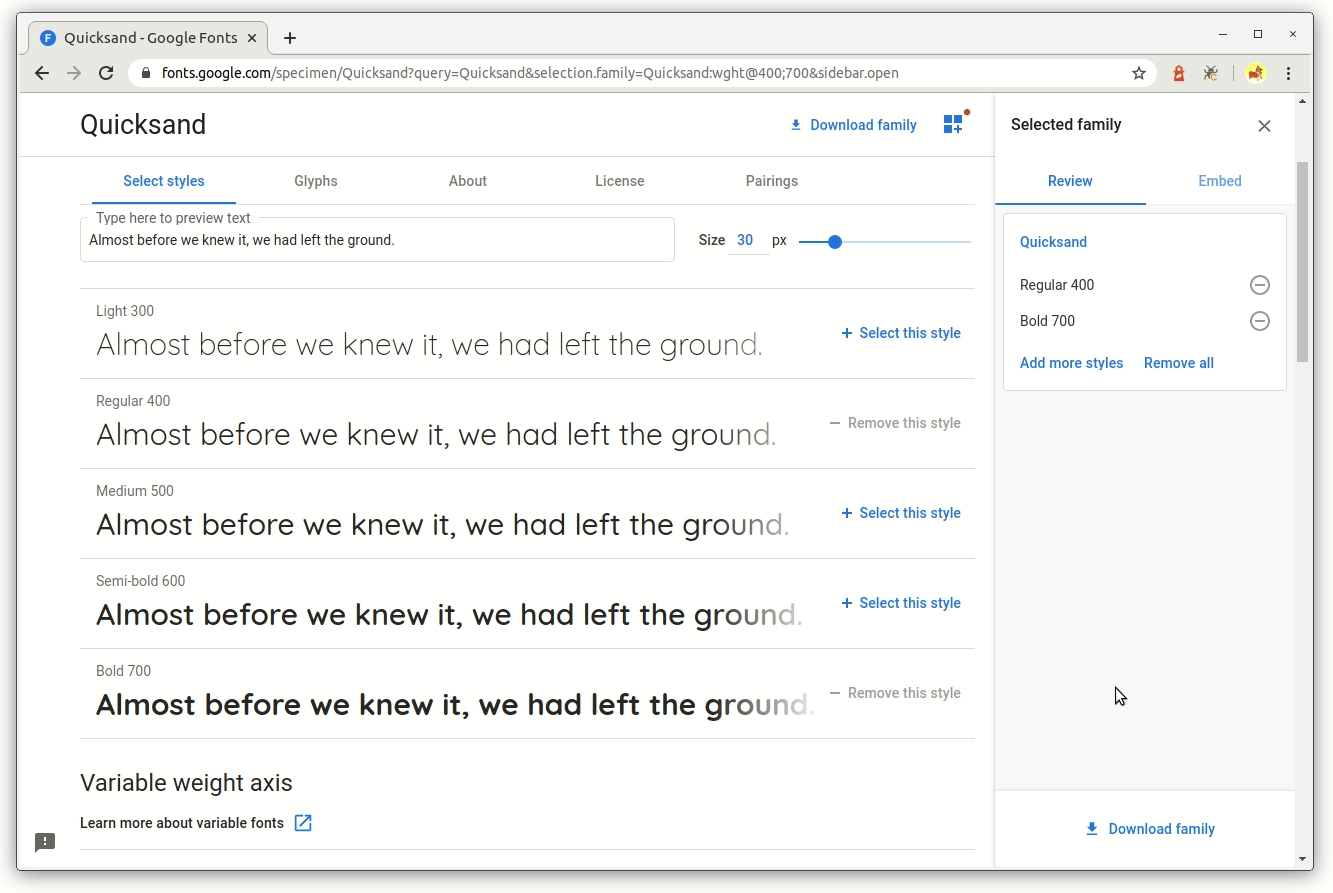 Quicksand - Google Fonts
fonts.google.com/specimen/Quicksand?query=Quicksand&selection.family=Quicksand:wght@400;700&sidebar.open
Quicksand
Download family
Select styles
Glyphs
About
License
Pairings
Type here to preview text
Almost before we knew it, we had left the ground.
Size 30 px
Light 300
Almost before we knew it, we had left the ground.
+ Select this style
Regular 400
Almost before we knew it, we had left the ground.
— Remove this style
Medium 500
Almost before we knew it, we had left the ground.
+ Select this style
Semi-bold 600
Almost before we knew it, we had left the ground.
+ Select this style
Bold 700
Almost before we knew it, we had left the ground.
— Remove this style
Variable weight axis
Learn more about variable fonts
Selected family
Review
Embed
Quicksand
Regular 400
Bold 700
Add more styles
Remove all
Download family